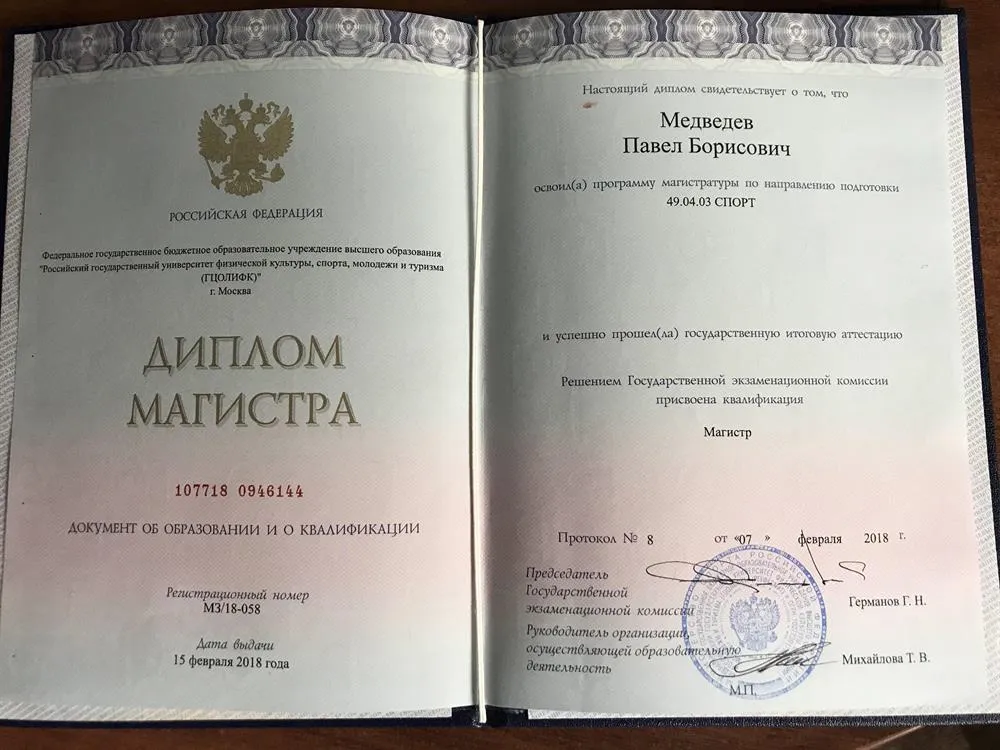 РОССИЙСКАЯ ФЕДЕРАЦИЯ
Федеральное государственное бюджетное образовательное учреждение высшего образования
"Российский государственный университет физической культуры, спорта, молодежи и туризма
(ГЦОЛИФК)"
г. Москва
ДИПЛОМ
МАГИСТРА
107718 0946144
ДОКУМЕНТ ОБ ОБРАЗОВАНИИ И О КВАЛИФИКАЦИИ
Регистрационный номер
МЗ/18-058
Дата выдачи
15 февраля 2018 года
Настоящий диплом свидетельствует о том, что
Медведев
Павел Борисович
освоил(а) программу магистратуры по направлению подготовки
49.04.03 СПОРТ
и успешно прошел(ла) государственную итоговую аттестацию
Решением Государственной экзаменационной комиссии
присвоена квалификация
Магистр
Протокол № 8 от «07 » февраля 2018 г.
Председатель
Государственной
экзаменационной комиссии
Германов Г. Н.
Руководитель организации,
осуществляющей образовательную
деятельность
Михайлова Т. В.
М.П.